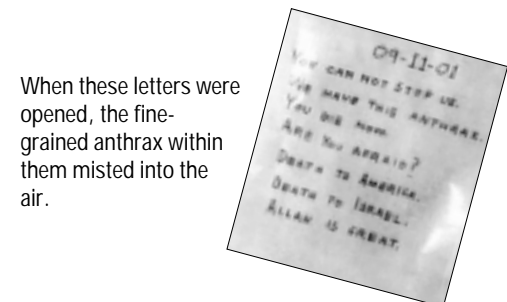 When these letters were
opened, the fine-
grained anthrax within
them misted into the
air.
09-11-01
YOU CAN NOT STOP US.
WE HAVE THIS ANTHRAX.
YOU DIE NOW.
ARE YOU AFRAID?
DEATH TO AMERICA.
DEATH TO ISRAEL.
ALLAH IS GREAT.